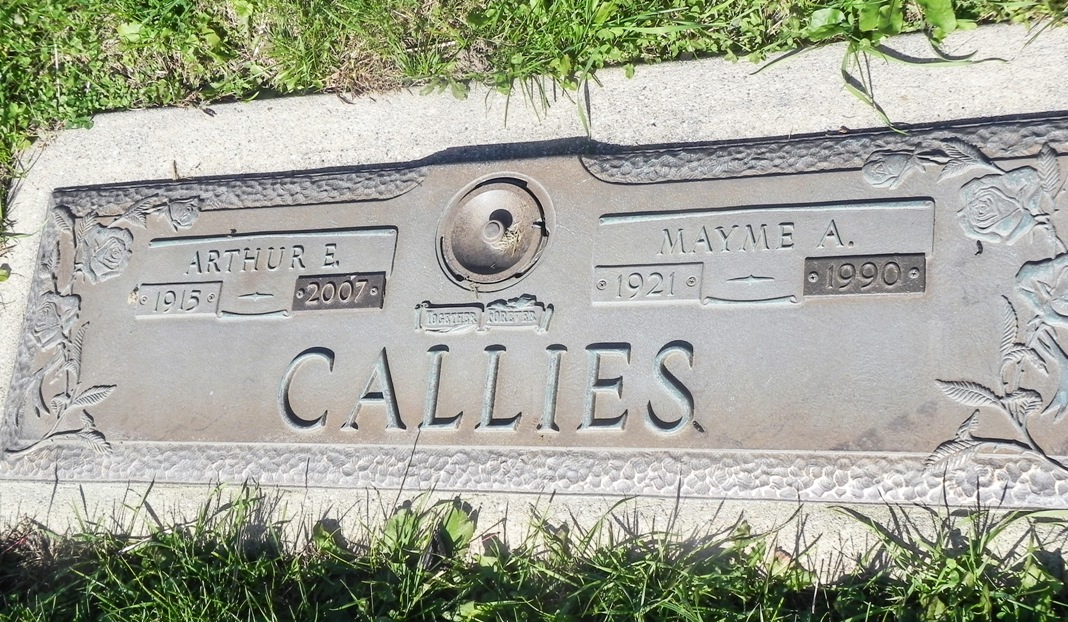 ARTHUR E.
1915 2007
MAYME A.
1921 1990
TOGETHER FOREVER
CALLIES